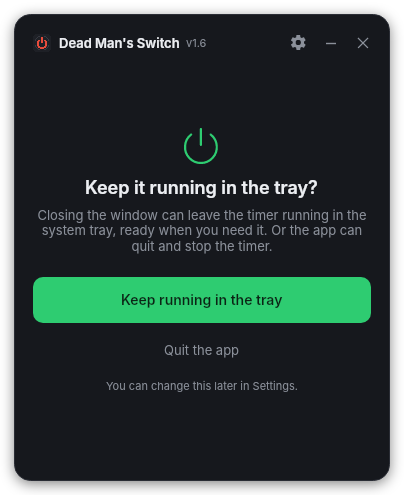 Dead Man's Switch v1.6
Keep it running in the tray?
Closing the window can leave the timer running in the
system tray, ready when you need it. Or the app can
quit and stop the timer.
Keep running in the tray
Quit the app
You can change this later in Settings.